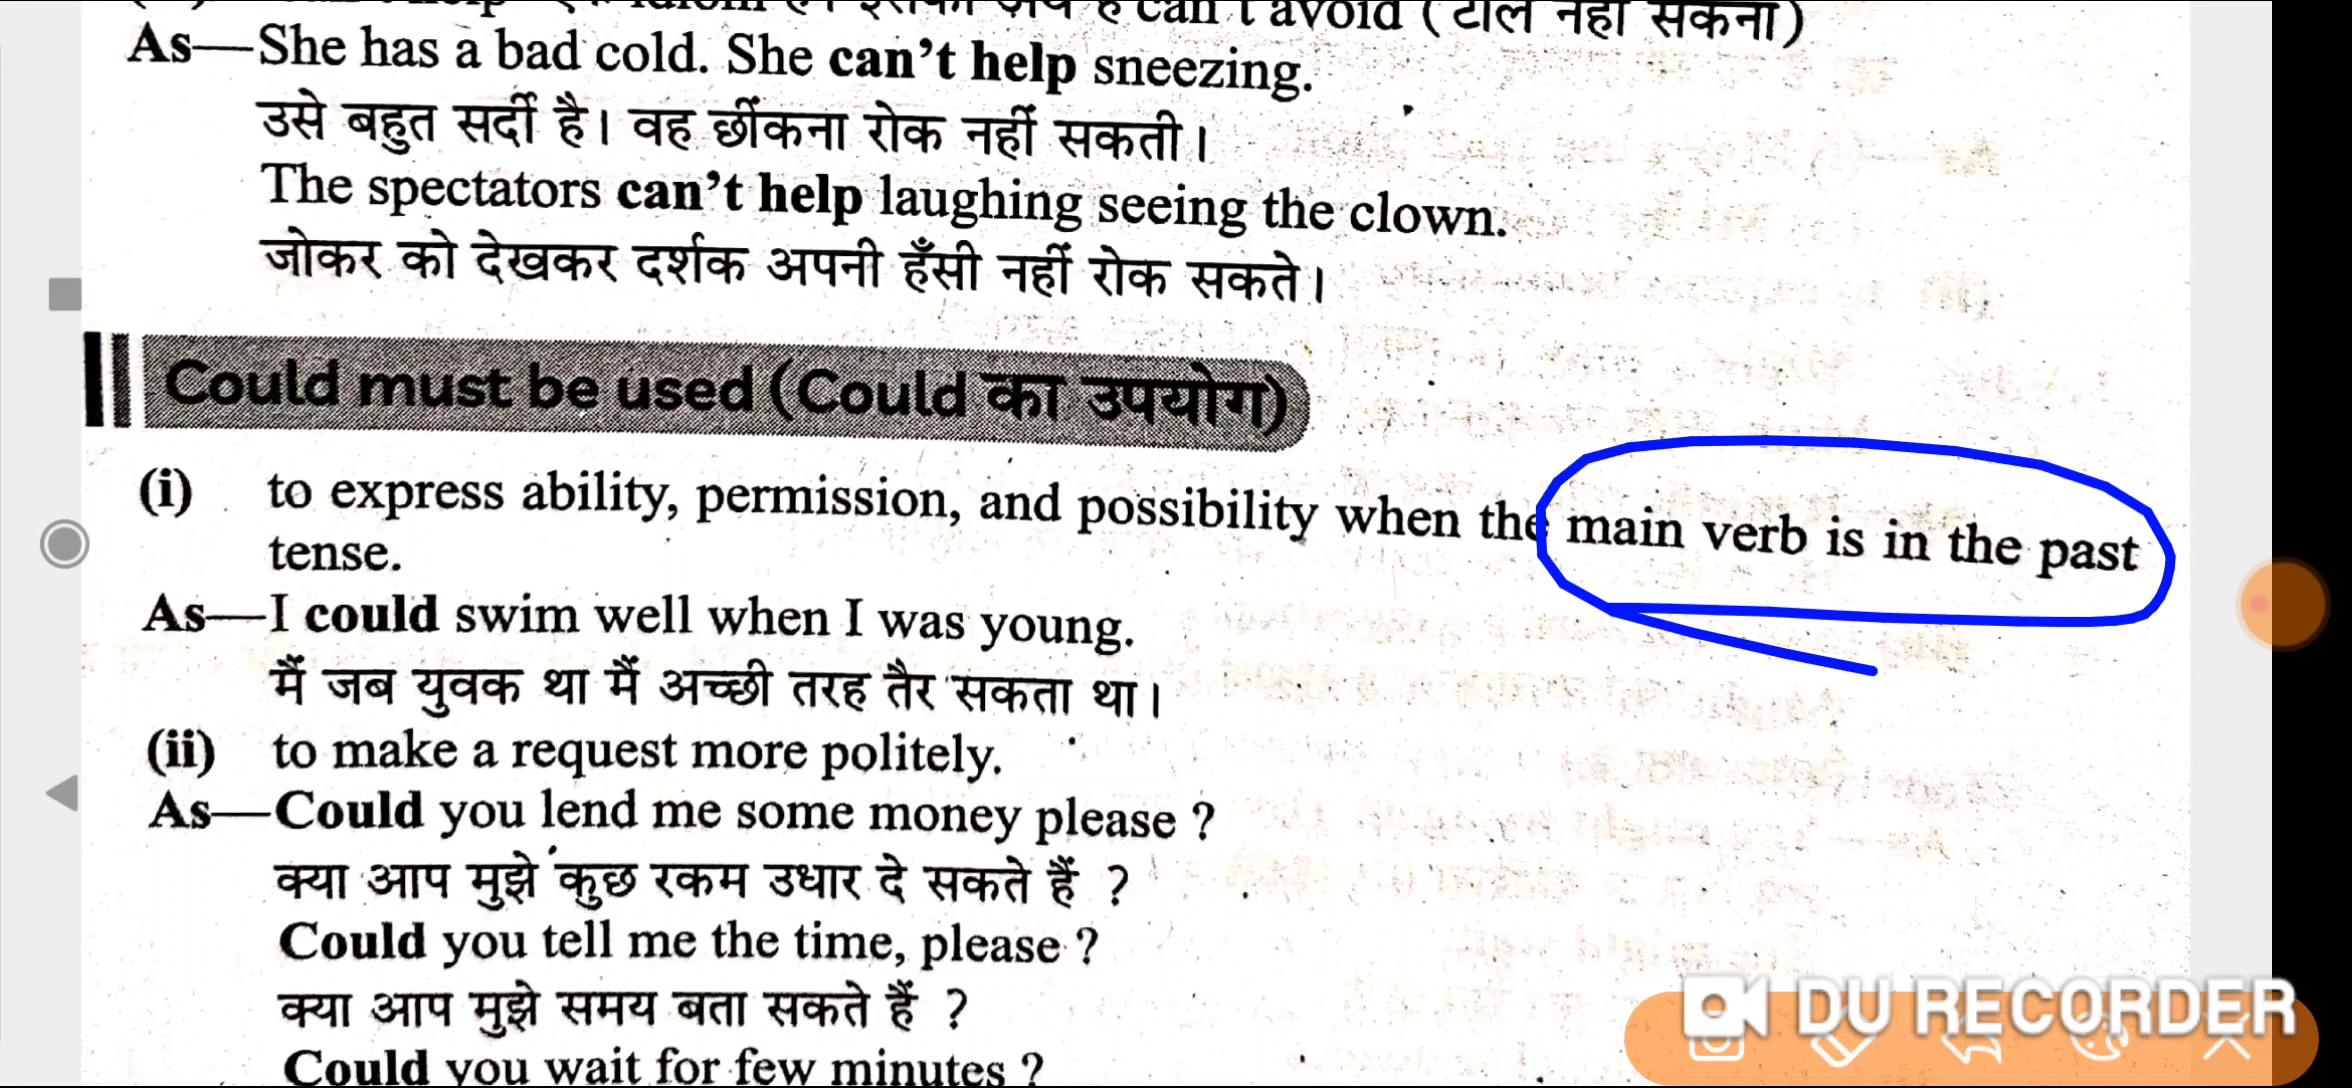 can't avoid (टाल नहीं सकना)
As—She has a bad cold. She can't help sneezing.
उसे बहुत सर्दी है। वह छींकना रोक नहीं सकती।
The spectators can't help laughing seeing the clown.
जोकर को देखकर दर्शक अपनी हँसी नहीं रोक सकते।
Could must be used (Could का उपयोग)
(i) to express ability, permission, and possibility when the main verb is in the past
tense.
As—I could swim well when I was young.
मैं जब युवक था मैं अच्छी तरह तैर सकता था।
(ii) to make a request more politely.
As—Could you lend me some money please ?
क्या आप मुझे कुछ रकम उधार दे सकते हैं ?
Could you tell me the time, please ?
क्या आप मुझे समय बता सकते हैं ?
Could you wait for few minutes ?
DU RECORDER